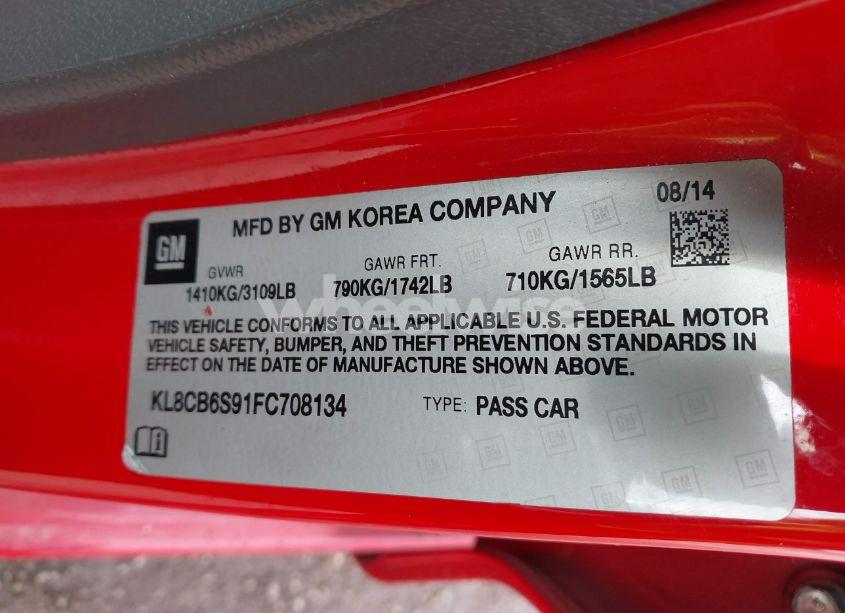 MFD BY GM KOREA COMPANY
08/14
GM
GVWR
GAWR FRT.
GAWR RR.
1410KG/3109LB
790KG/1742LB
710KG/1565LB
wheelwise
THIS VEHICLE CONFORMS TO ALL APPLICABLE U.S. FEDERAL MOTOR
VEHICLE SAFETY, BUMPER, AND THEFT PREVENTION STANDARDS IN
EFFECT ON THE DATE OF MANUFACTURE SHOWN ABOVE.
KL8CB6S91FC708134
TYPE: PASS CAR